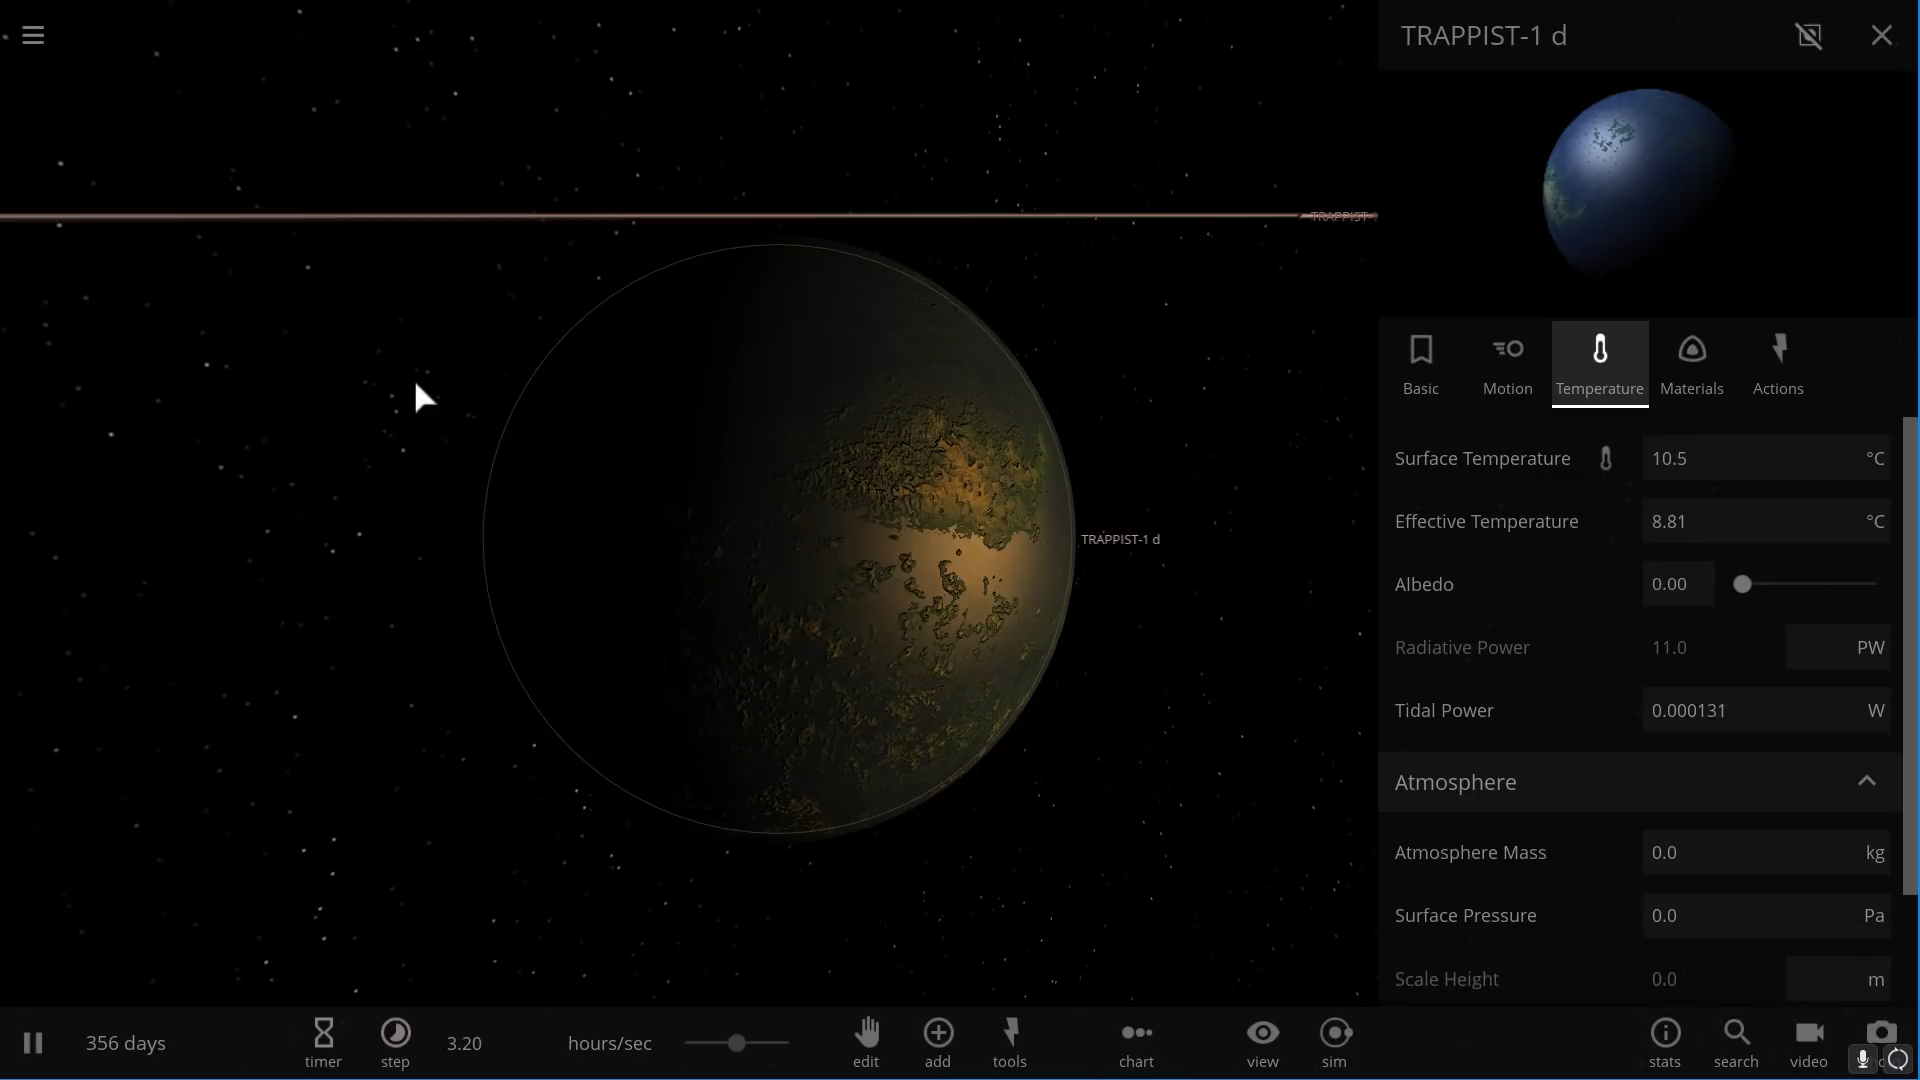 TRAPPIST-1 d
TRAPPIST-
TRAPPIST-1 d
Basic
Motion
Temperature
Materials
Actions
Surface Temperature 10.5 °C
Effective Temperature 8.81 °C
Albedo 0.00
Radiative Power 11.0 PW
Tidal Power 0.000131 W
Atmosphere
Atmosphere Mass 0.0 kg
Surface Pressure 0.0 Pa
Scale Height 0.0 m
356 days
timer
step
3.20 hours/sec
edit
add
tools
chart
view
sim
stats
search
video